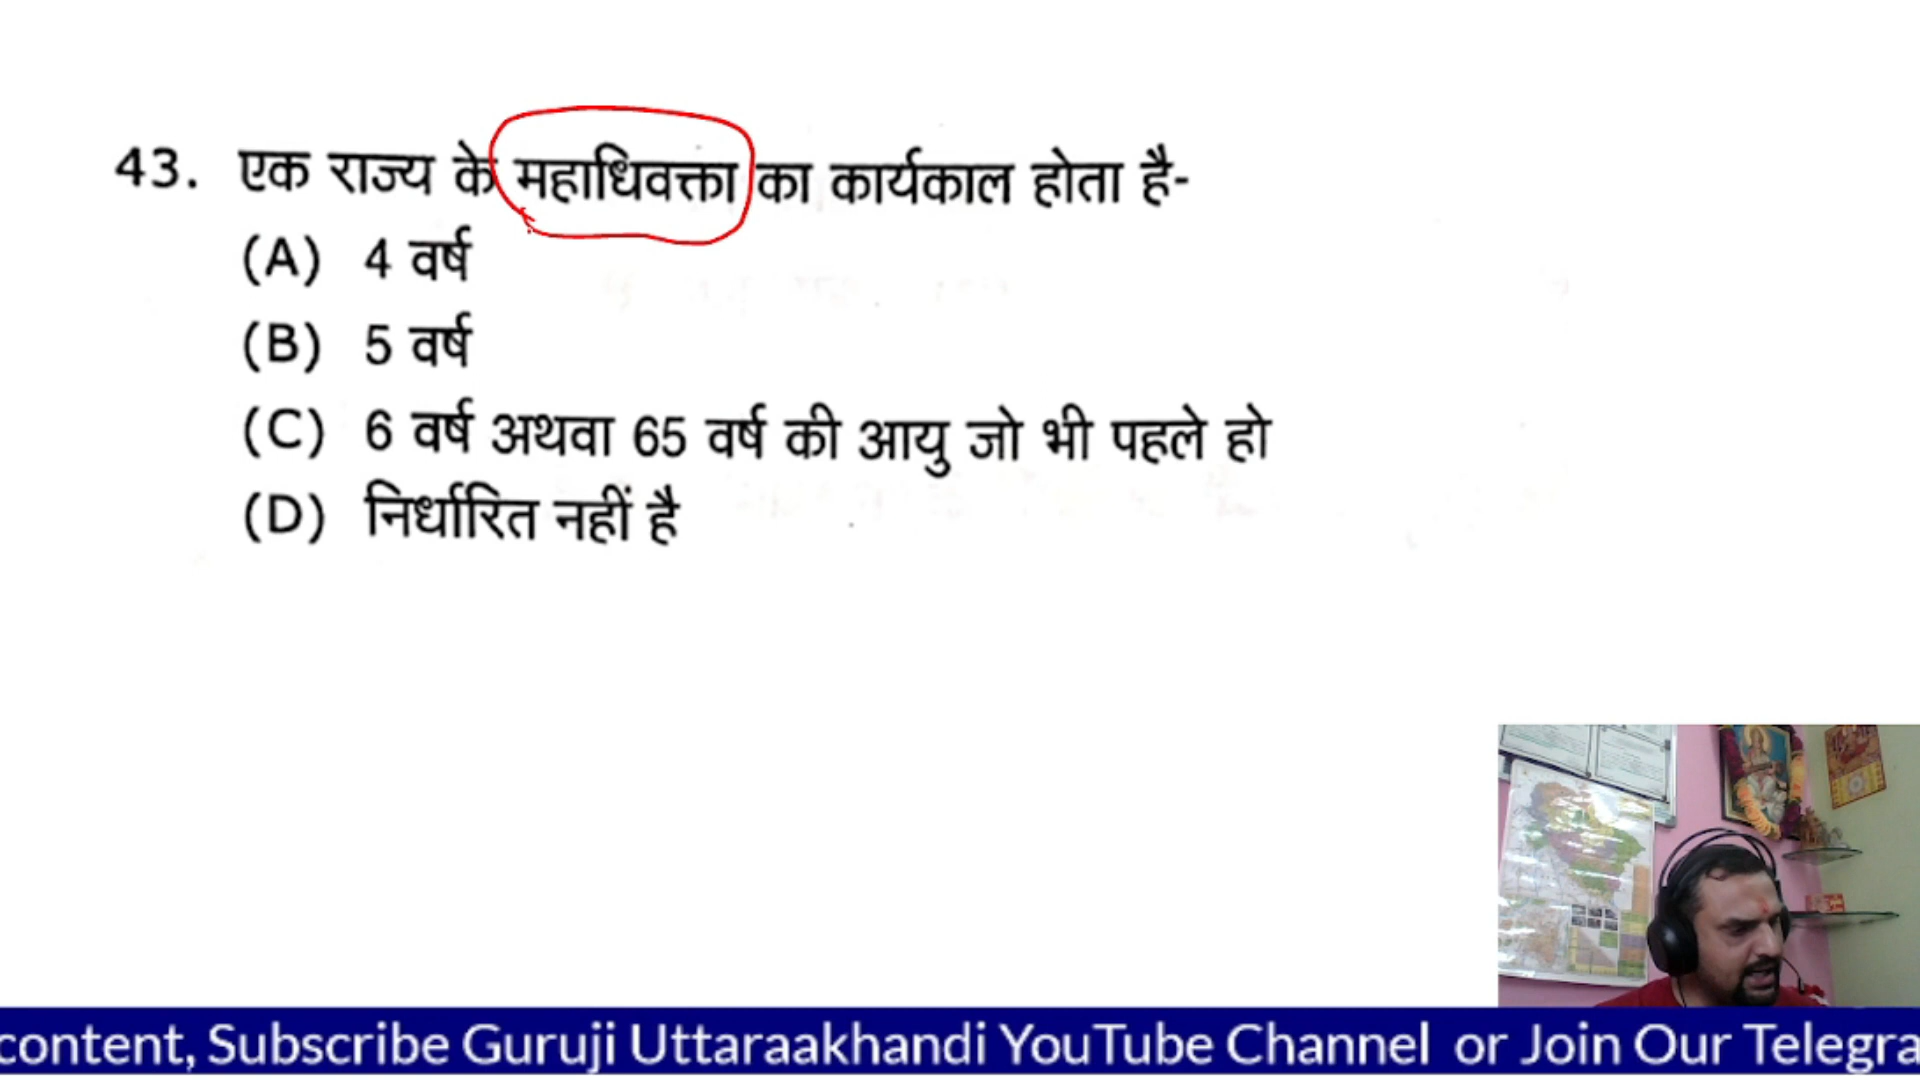 43. एक राज्य के महाधिवक्ता का कार्यकाल होता है-
(A) 4 वर्ष
(B) 5 वर्ष
(C) 6 वर्ष अथवा 65 वर्ष की आयु जो भी पहले हो
(D) निर्धारित नहीं है
content, Subscribe Guruji Uttaraakhandi YouTube Channel or Join Our Telegra